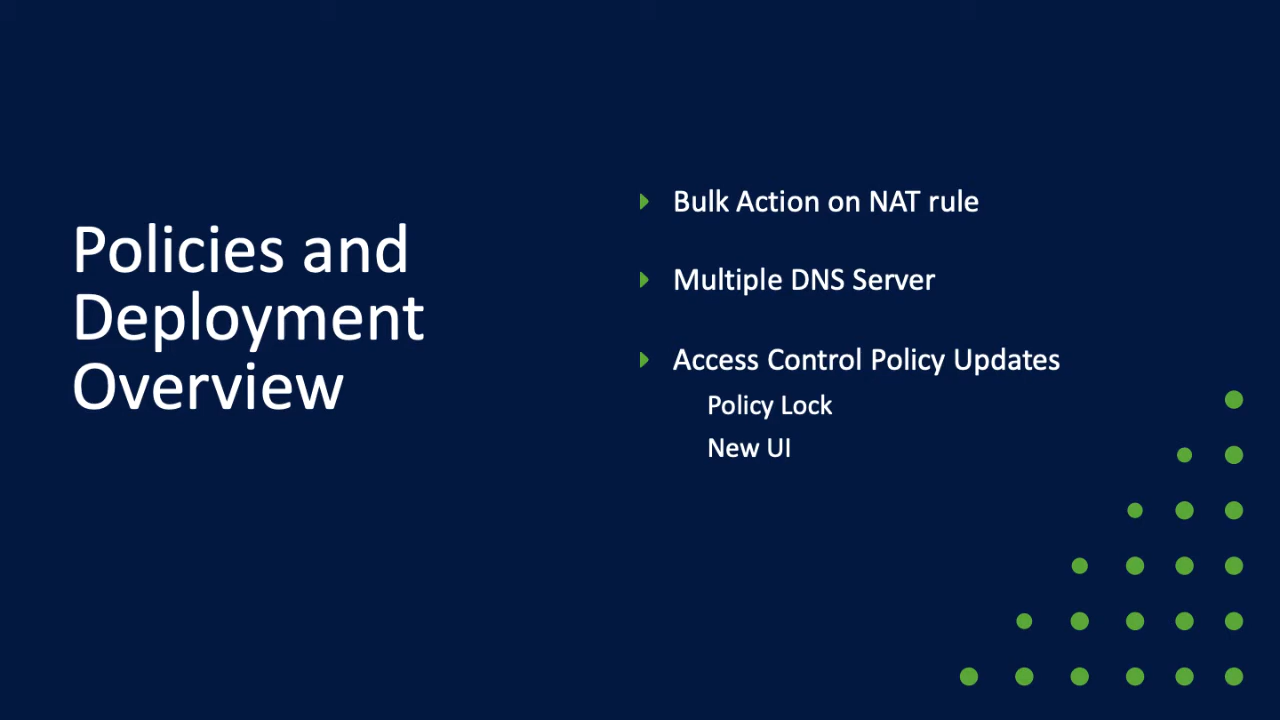 Policies and
Deployment
Overview
Bulk Action on NAT rule
Multiple DNS Server
Access Control Policy Updates
Policy Lock
New UI